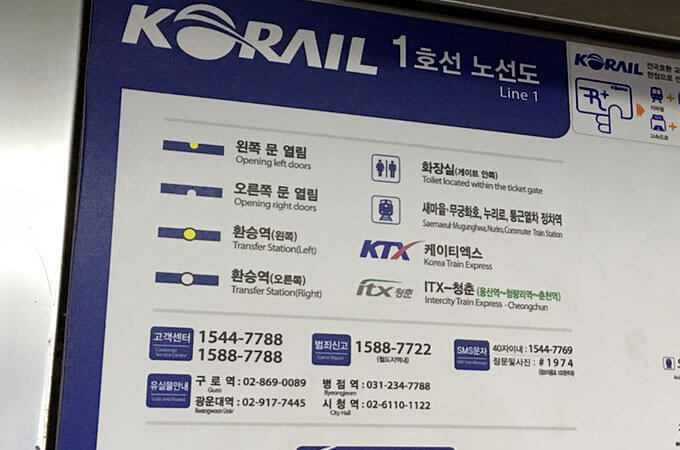 KORAIL 1호선 노선도
Line 1
KORAIL
R+
왼쪽 문 열림
Opening left doors
오른쪽 문 열림
Opening right doors
환승역(왼쪽)
Transfer Station(Left)
환승역(오른쪽)
Transfer Station(Right)
화장실(게이트 안쪽)
Toilet located within the ticket gate
새마을·무궁화호, 누리로, 통근열차 정차역
Saemaeul·Mugunghwa, Nuriro, Commuter Train Station
KTX 케이티엑스
Korea Train Express
itx 청춘 ITX–청춘 (용산역~청량리역~춘천역)
Intercity Train Express - Cheongchun
고객센터 1544-7788
1588-7788
범죄신고 1588-7722
(철도지역내)
SMS문자 40자이내 : 1544-7769
장문및사진 : #1974
유실물안내 구 로 역 : 02-869-0089
Lost and Found
Guro
광운대역 : 02-917-7445
Kwangwoon Univ
병 점 역 : 031-234-7788
Byeongjeom
시 청 역 : 02-6110-1122
City Hall